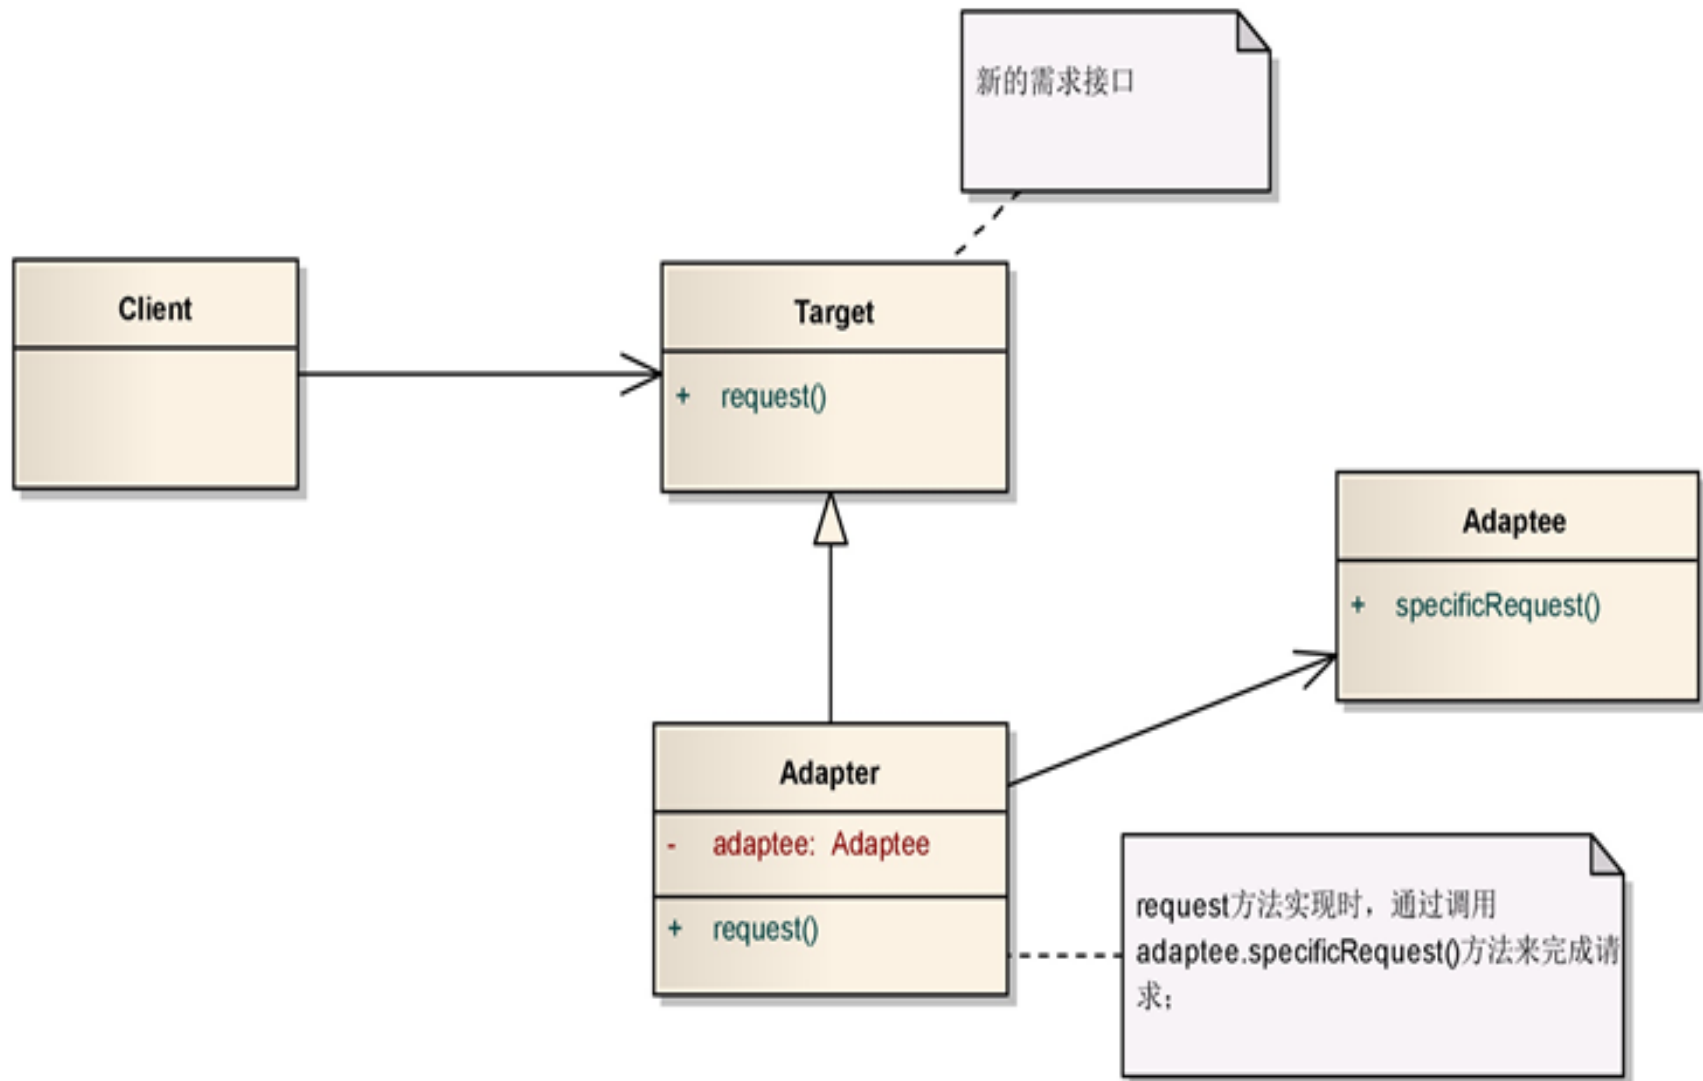 新的需求接口
Client
Target
+ request()
Adaptee
+ specificRequest()
Adapter
- adaptee: Adaptee
+ request()
request方法实现时，通过调用
adaptee.specificRequest()方法来完成请
求；